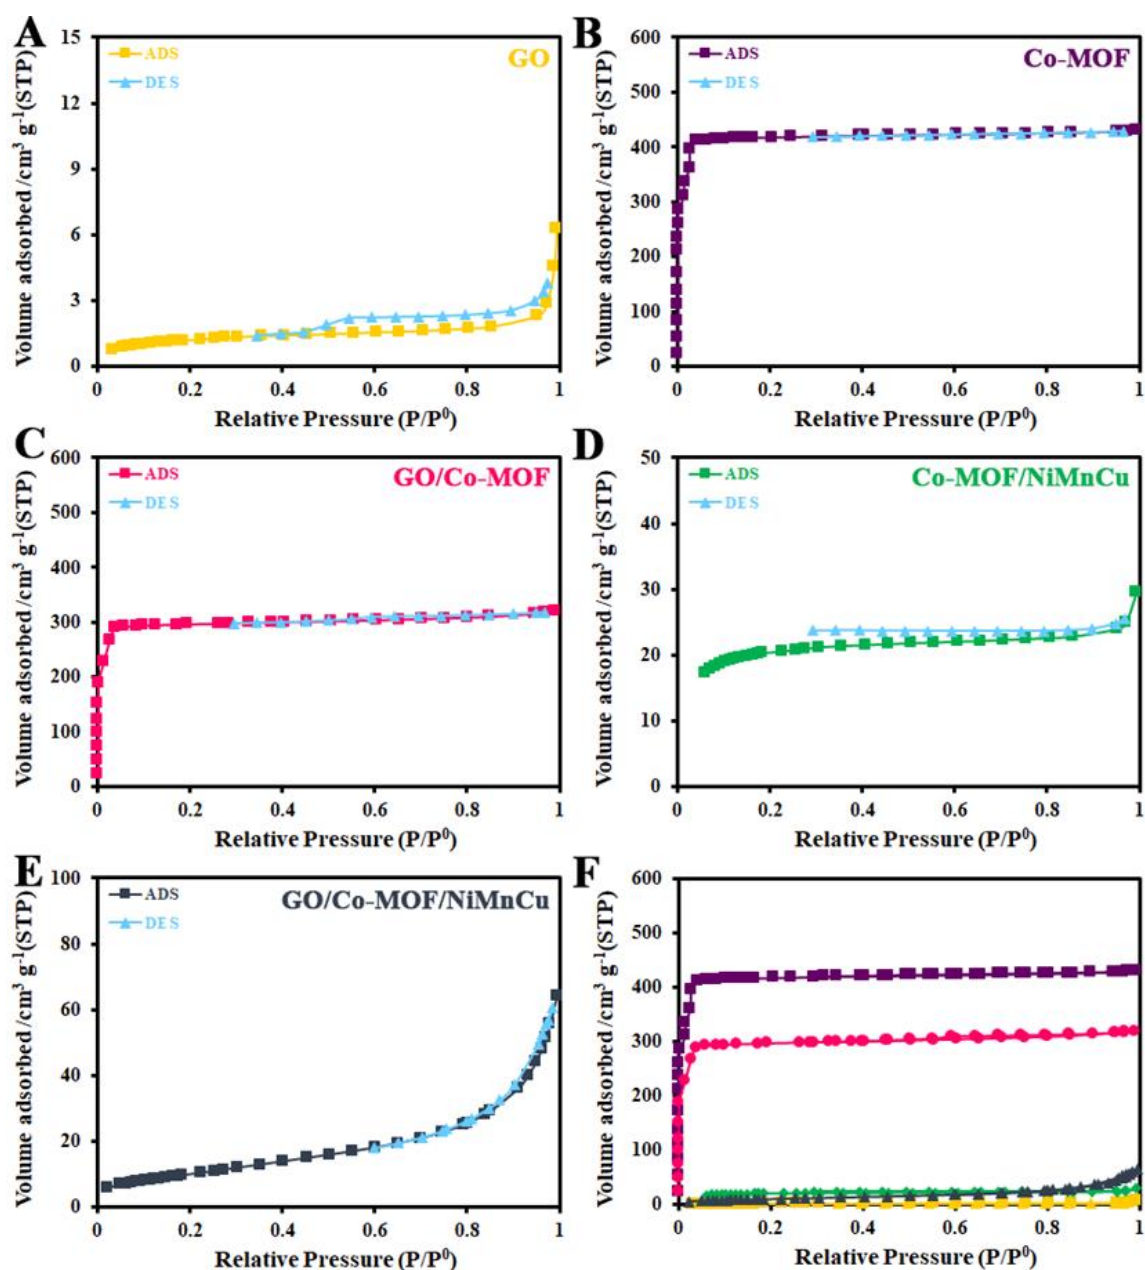 A
Volume adsorbed /cm³ g⁻¹(STP)
15
12
9
6
3
0
ADS
DES
GO
0 0.2 0.4 0.6 0.8 1
Relative Pressure (P/P⁰)
B
Volume adsorbed /cm³ g⁻¹(STP)
600
500
400
300
200
100
0
ADS
DES
Co-MOF
0 0.2 0.4 0.6 0.8 1
Relative Pressure (P/P⁰)
C
Volume adsorbed /cm³ g⁻¹(STP)
600
500
400
300
200
100
0
ADS
DES
GO/Co-MOF
0 0.2 0.4 0.6 0.8 1
Relative Pressure (P/P⁰)
D
Volume adsorbed /cm³ g⁻¹(STP)
50
40
30
20
10
0
ADS
DES
Co-MOF/NiMnCu
0 0.2 0.4 0.6 0.8 1
Relative Pressure (P/P⁰)
E
Volume adsorbed /cm³ g⁻¹(STP)
100
80
60
40
20
0
ADS
DES
GO/Co-MOF/NiMnCu
0 0.2 0.4 0.6 0.8 1
Relative Pressure (P/P⁰)
F
Volume adsorbed /cm³ g⁻¹(STP)
600
500
400
300
200
100
0
0 0.2 0.4 0.6 0.8 1
Relative Pressure (P/P⁰)